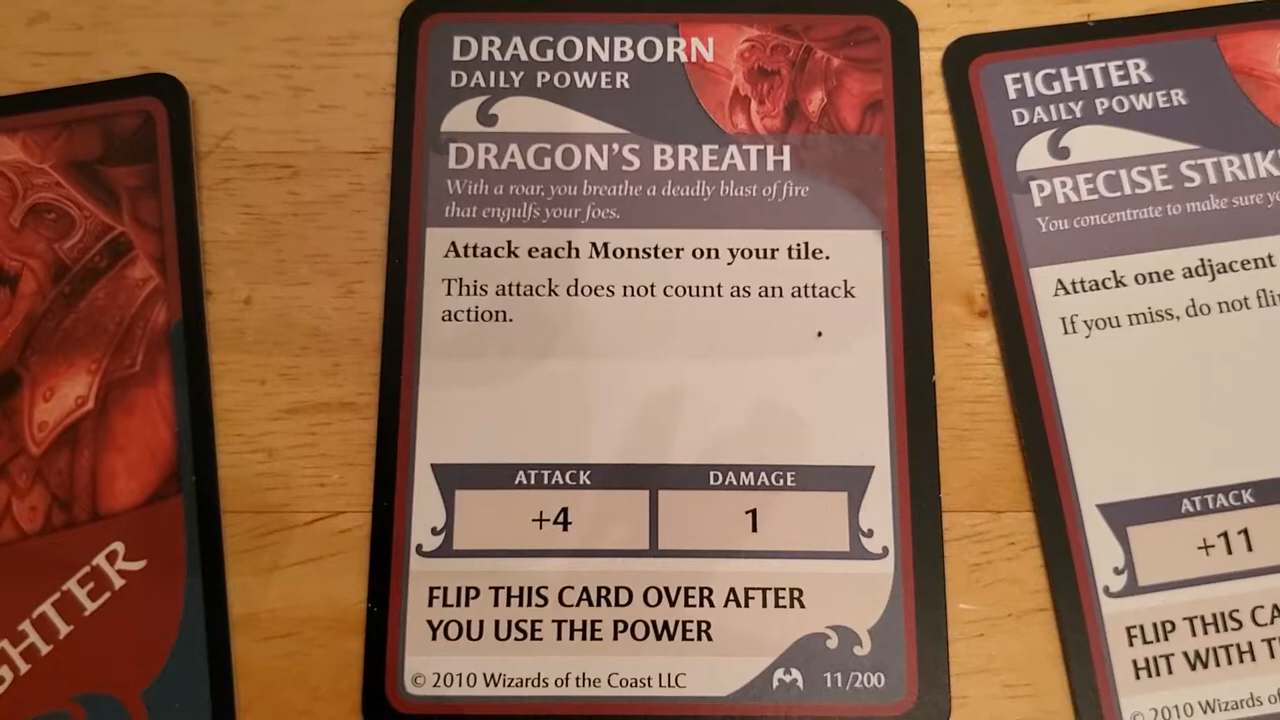 GHTER
DRAGONBORN
DAILY POWER
DRAGON'S BREATH
With a roar, you breathe a deadly blast of fire
that engulfs your foes.
Attack each Monster on your tile.
This attack does not count as an attack
action.
ATTACK DAMAGE
+4 1
FLIP THIS CARD OVER AFTER
YOU USE THE POWER
© 2010 Wizards of the Coast LLC 11/200
FIGHTER
DAILY POWER
PRECISE STRIK
You concentrate to make sure
Attack one adjacent
If you miss, do not
ATTACK
+11
FLIP THIS
HIT WITH
© 2010 Wizards of the